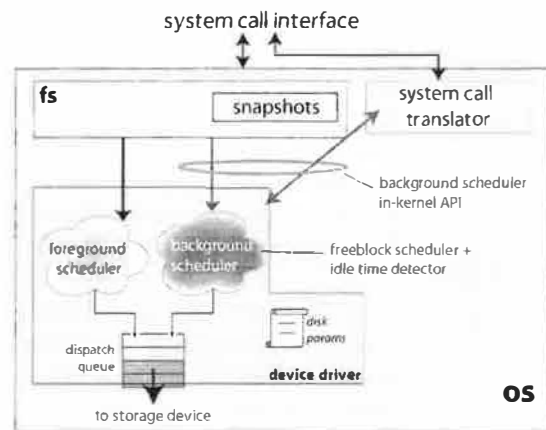 system call interface
fs
snapshots
system call
translator
background scheduler
in-kernel API
foreground
scheduler
background
scheduler
freeblock scheduler +
idle time detector
disk
params
dispatch
queue
device driver
OS
to storage device